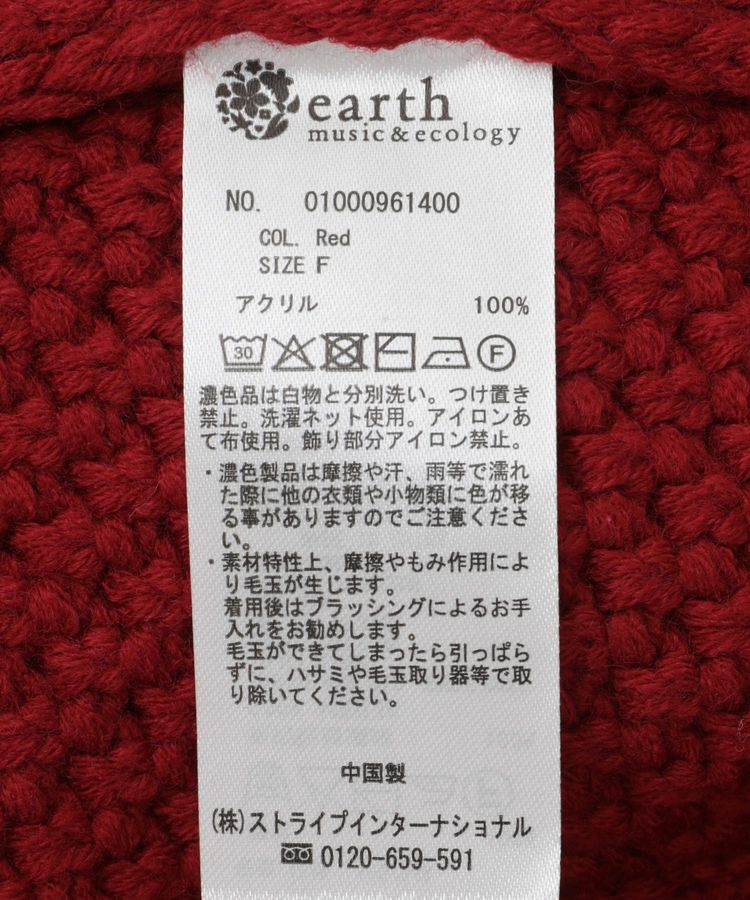 earth
music&ecology
NO. 01000961400
COL. Red
SIZE F
アクリル 100%
30 F
濃色品は白物と分別洗い。つけ置き
禁止。洗濯ネット使用。アイロンあ
て布使用。飾り部分アイロン禁止。
・濃色製品は摩擦や汗、雨等で濡れ
た際に他の衣類や小物類に色が移
る事がありますのでご注意くださ
い。
・素材特性上、摩擦やもみ作用によ
り毛玉が生じます。
着用後はブラッシングによるお手
入れをお勧めします。
毛玉ができてしまったら引っぱら
ずに、ハサミや毛玉取り器等で取
り除いてください。
中国製
(株)ストライプインターナショナル
0120-659-591